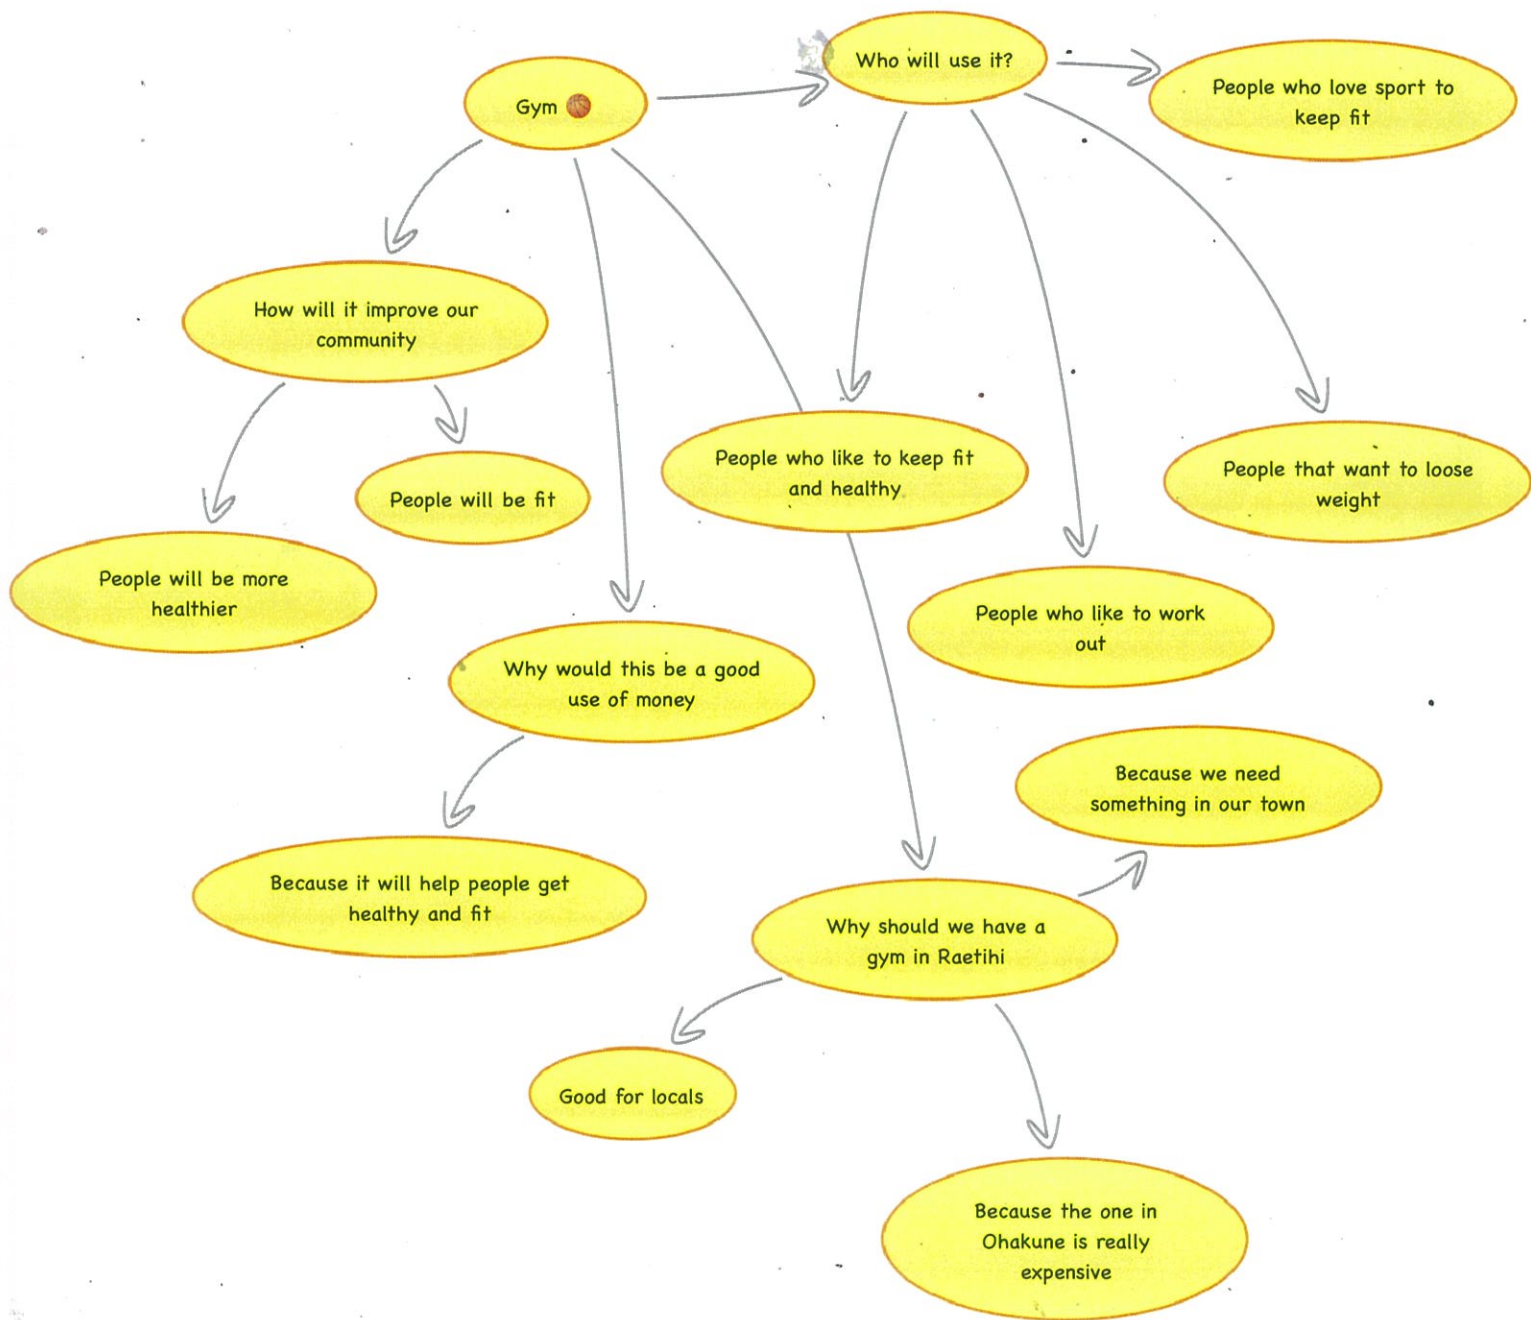 Gym 🏀
Who will use it?
People who love sport to
keep fit
How will it improve our
community
People will be fit
People will be more
healthier
People who like to keep fit
and healthy
People that want to loose
weight
People who like to work
out
Why would this be a good
use of money
Because it will help people get
healthy and fit
Because we need
something in our town
Why should we have a
gym in Raetihi
Good for locals
Because the one in
Ohakune is really
expensive